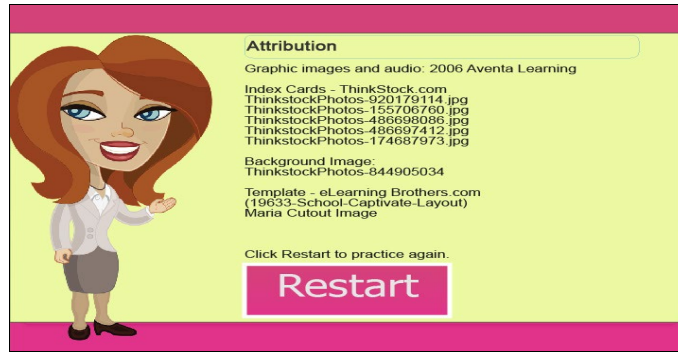 Attribution
Graphic images and audio: 2006 Aventa Learning
Index Cards - ThinkStock.com
ThinkstockPhotos-920179114.jpg
ThinkstockPhotos-155706760.jpg
ThinkstockPhotos-486698086.jpg
ThinkstockPhotos-486697412.jpg
ThinkstockPhotos-174687973.jpg
Background Image:
ThinkstockPhotos-844905034
Template - eLearning Brothers.com
(19633-School-Captivate-Layout)
Maria Cutout Image
Click Restart to practice again.
Restart